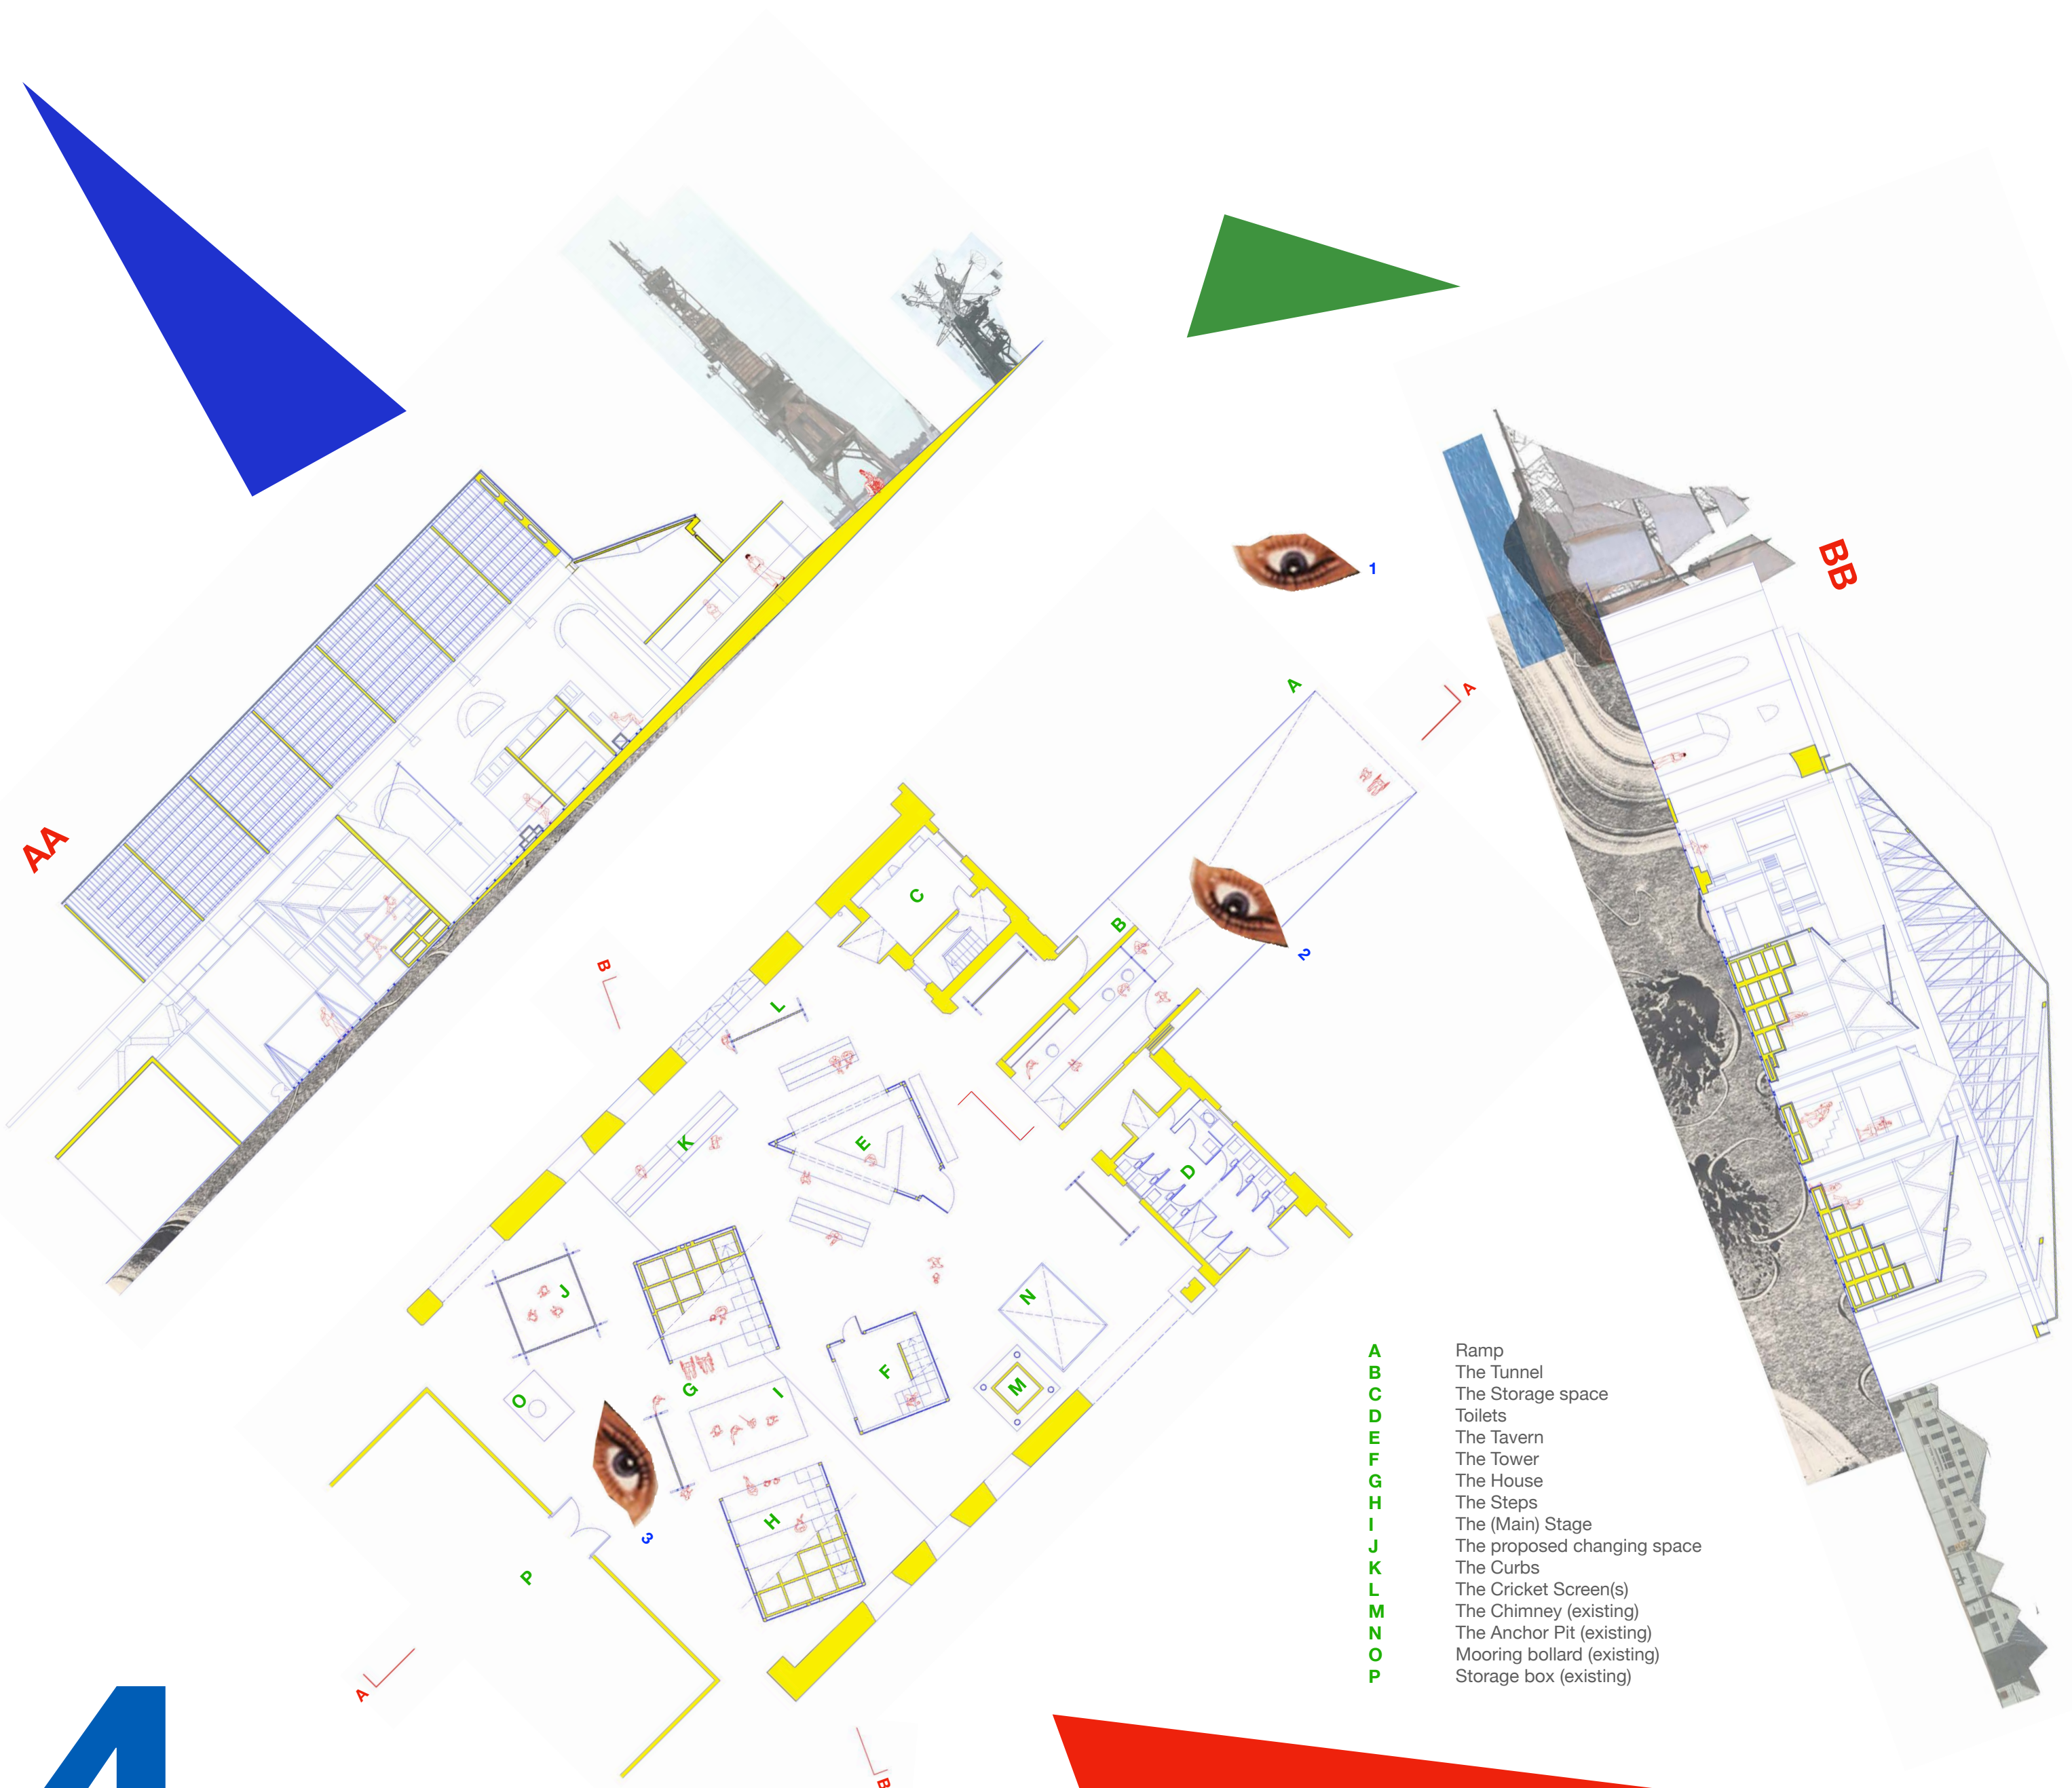 1
A
A
AA
BB
C
B
2
B
L
K
E
D
J
N
O
G
I
F
M
3
H
P
A
B
A Ramp
B The Tunnel
C The Storage space
D Toilets
E The Tavern
F The Tower
G The House
H The Steps
I The (Main) Stage
J The proposed changing space
K The Curbs
L The Cricket Screen(s)
M The Chimney (existing)
N The Anchor Pit (existing)
O Mooring bollard (existing)
P Storage box (existing)
4